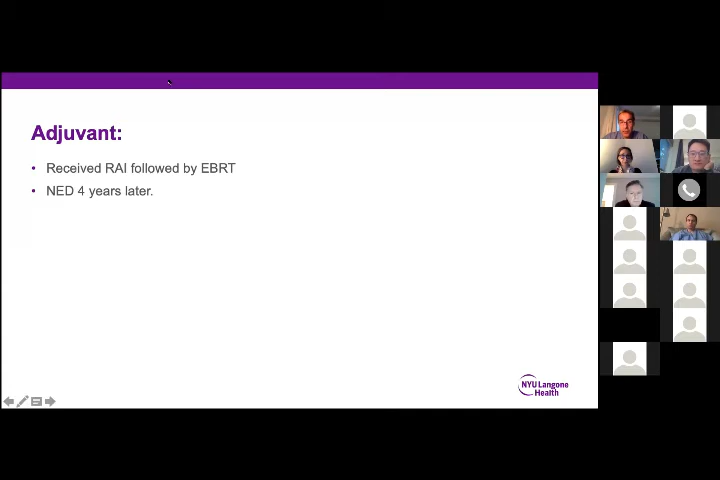 Adjuvant:
• Received RAI followed by EBRT
• NED 4 years later.
NYU Langone
Health